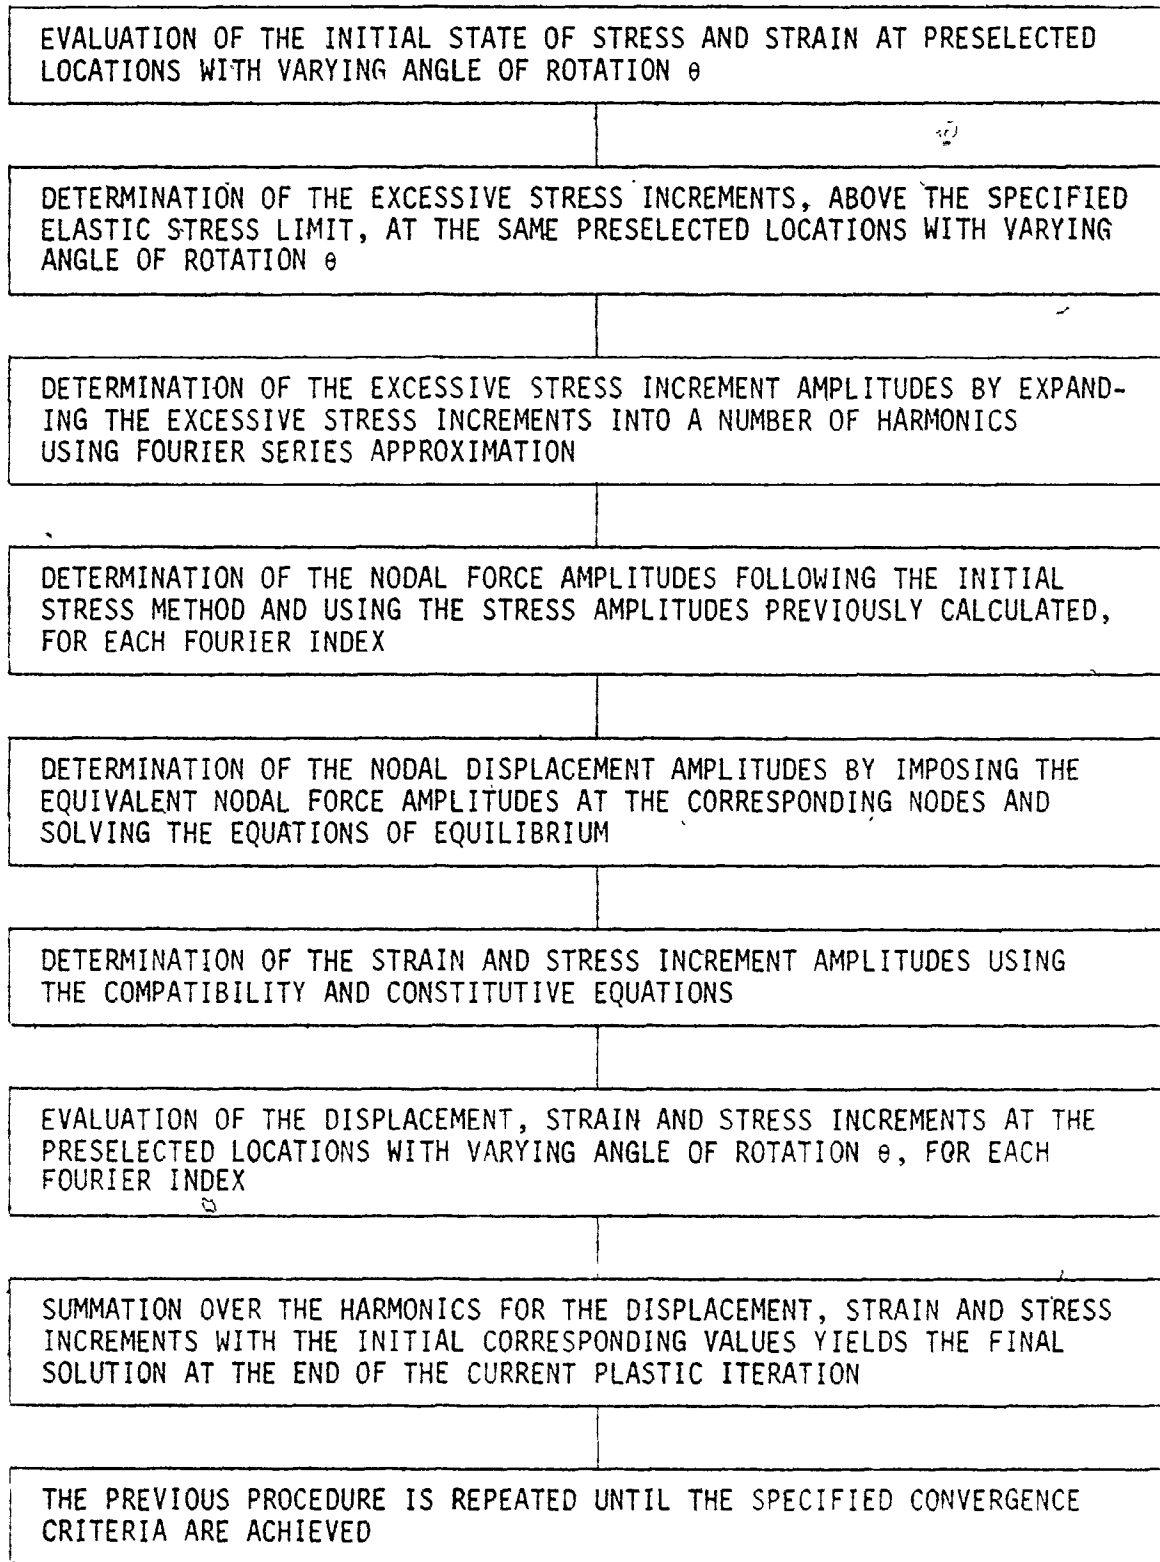 EVALUATION OF THE INITIAL STATE OF STRESS AND STRAIN AT PRESELECTED
LOCATIONS WITH VARYING ANGLE OF ROTATION θ
DETERMINATION OF THE EXCESSIVE STRESS INCREMENTS, ABOVE THE SPECIFIED
ELASTIC STRESS LIMIT, AT THE SAME PRESELECTED LOCATIONS WITH VARYING
ANGLE OF ROTATION θ
DETERMINATION OF THE EXCESSIVE STRESS INCREMENT AMPLITUDES BY EXPAND-
ING THE EXCESSIVE STRESS INCREMENTS INTO A NUMBER OF HARMONICS
USING FOURIER SERIES APPROXIMATION
DETERMINATION OF THE NODAL FORCE AMPLITUDES FOLLOWING THE INITIAL
STRESS METHOD AND USING THE STRESS AMPLITUDES PREVIOUSLY CALCULATED,
FOR EACH FOURIER INDEX
DETERMINATION OF THE NODAL DISPLACEMENT AMPLITUDES BY IMPOSING THE
EQUIVALENT NODAL FORCE AMPLITUDES AT THE CORRESPONDING NODES AND
SOLVING THE EQUATIONS OF EQUILIBRIUM
DETERMINATION OF THE STRAIN AND STRESS INCREMENT AMPLITUDES USING
THE COMPATIBILITY AND CONSTITUTIVE EQUATIONS
EVALUATION OF THE DISPLACEMENT, STRAIN AND STRESS INCREMENTS AT THE
PRESELECTED LOCATIONS WITH VARYING ANGLE OF ROTATION θ, FOR EACH
FOURIER INDEX
SUMMATION OVER THE HARMONICS FOR THE DISPLACEMENT, STRAIN AND STRESS
INCREMENTS WITH THE INITIAL CORRESPONDING VALUES YIELDS THE FINAL
SOLUTION AT THE END OF THE CURRENT PLASTIC ITERATION
THE PREVIOUS PROCEDURE IS REPEATED UNTIL THE SPECIFIED CONVERGENCE
CRITERIA ARE ACHIEVED